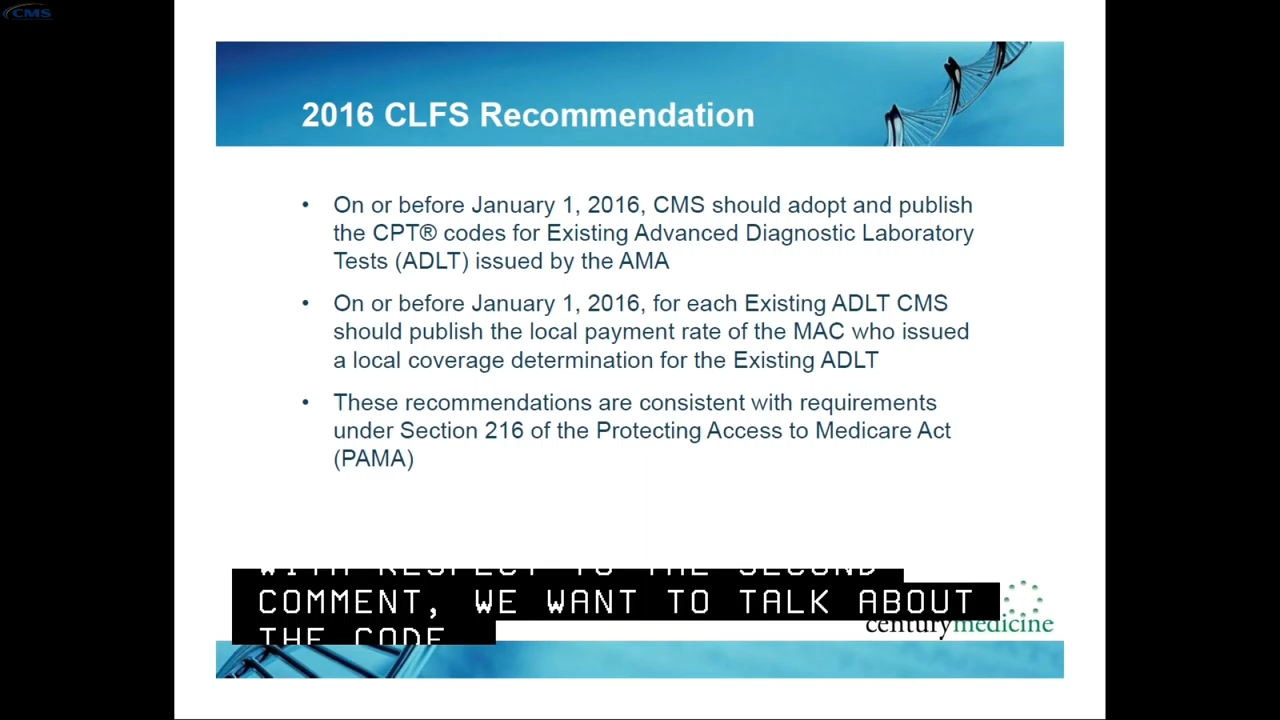 CMS
2016 CLFS Recommendation
• On or before January 1, 2016, CMS should adopt and publish
the CPT® codes for Existing Advanced Diagnostic Laboratory
Tests (ADLT) issued by the AMA
• On or before January 1, 2016, for each Existing ADLT CMS
should publish the local payment rate of the MAC who issued
a local coverage determination for the Existing ADLT
• These recommendations are consistent with requirements
under Section 216 of the Protecting Access to Medicare Act
(PAMA)
WITH RESPECT TO THE SECOND
COMMENT, WE WANT TO TALK ABOUT
THE CODE
centurymedicine